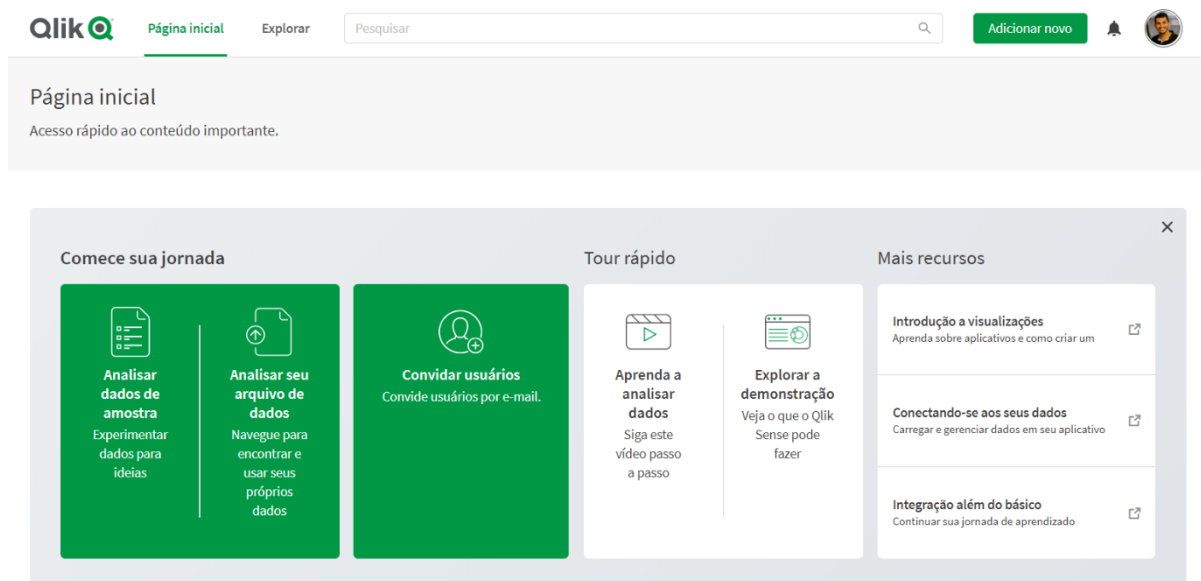 Qlik
Página inicial
Explorar
Pesquisar
Adicionar novo
Página inicial
Acesso rápido ao conteúdo importante.
Comece sua jornada
Analisar
dados de
amostra
Experimentar
dados para
ideias
Analisar seu
arquivo de
dados
Navegue para
encontrar e
usar seus
próprios
dados
Convidar usuários
Convide usuários por e-mail.
Tour rápido
Aprenda a
analisar
dados
Siga este
vídeo passo
a passo
Explorar a
demonstração
Veja o que o Qlik
Sense pode
fazer
Mais recursos
Introdução a visualizações
Aprenda sobre aplicativos e como criar um
Conectando-se aos seus dados
Carregar e gerenciar dados em seu aplicativo
Integração além do básico
Continuar sua jornada de aprendizado